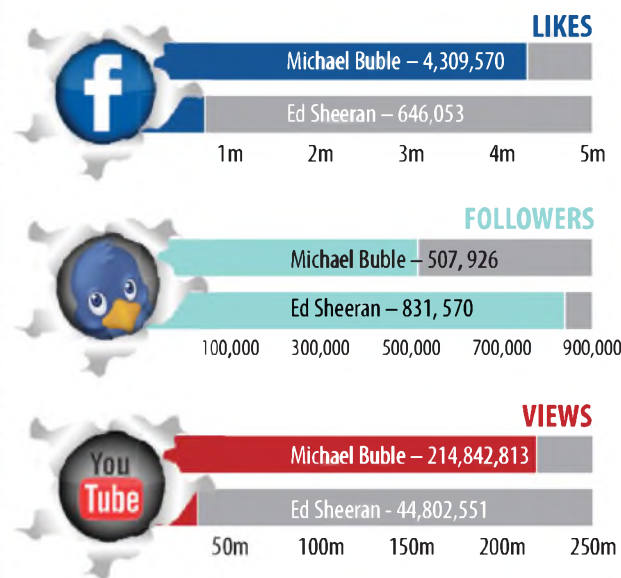 LIKES
f
Michael Buble – 4,309,570
Ed Sheeran – 646,053
1m 2m 3m 4m 5m
FOLLOWERS
Michael Buble – 507, 926
Ed Sheeran – 831, 570
100,000 300,000 500,000 700,000 900,000
VIEWS
You
Tube
Michael Buble – 214,842,813
Ed Sheeran - 44,802,551
50m 100m 150m 200m 250m